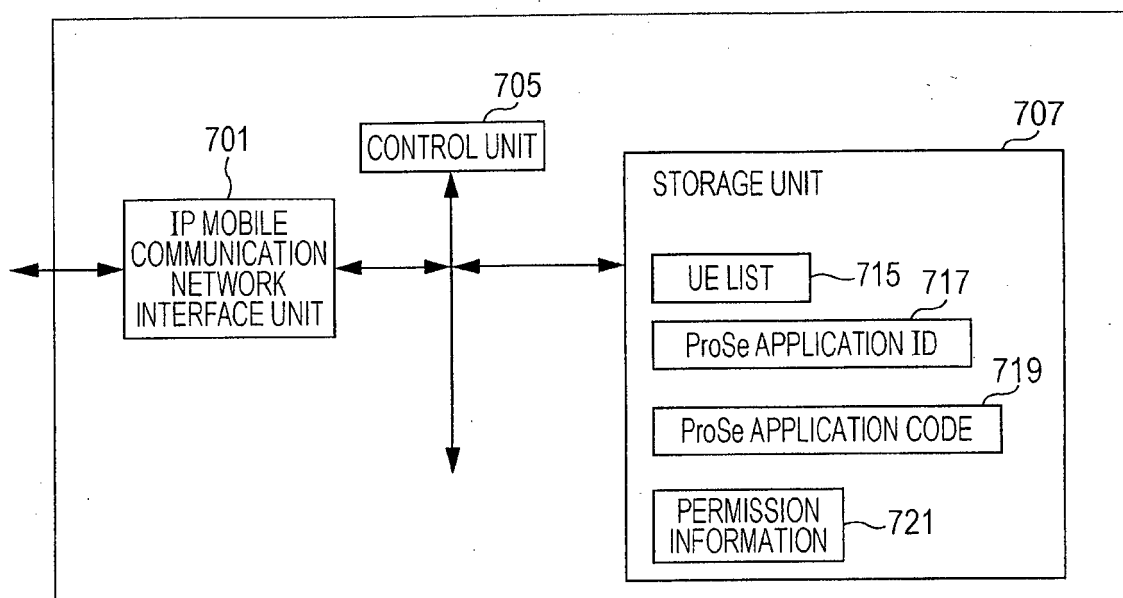 705
CONTROL UNIT
701
IP MOBILE
COMMUNICATION
NETWORK
INTERFACE UNIT
707
STORAGE UNIT
UE LIST
715
717
ProSe APPLICATION ID
719
ProSe APPLICATION CODE
PERMISSION
INFORMATION
721